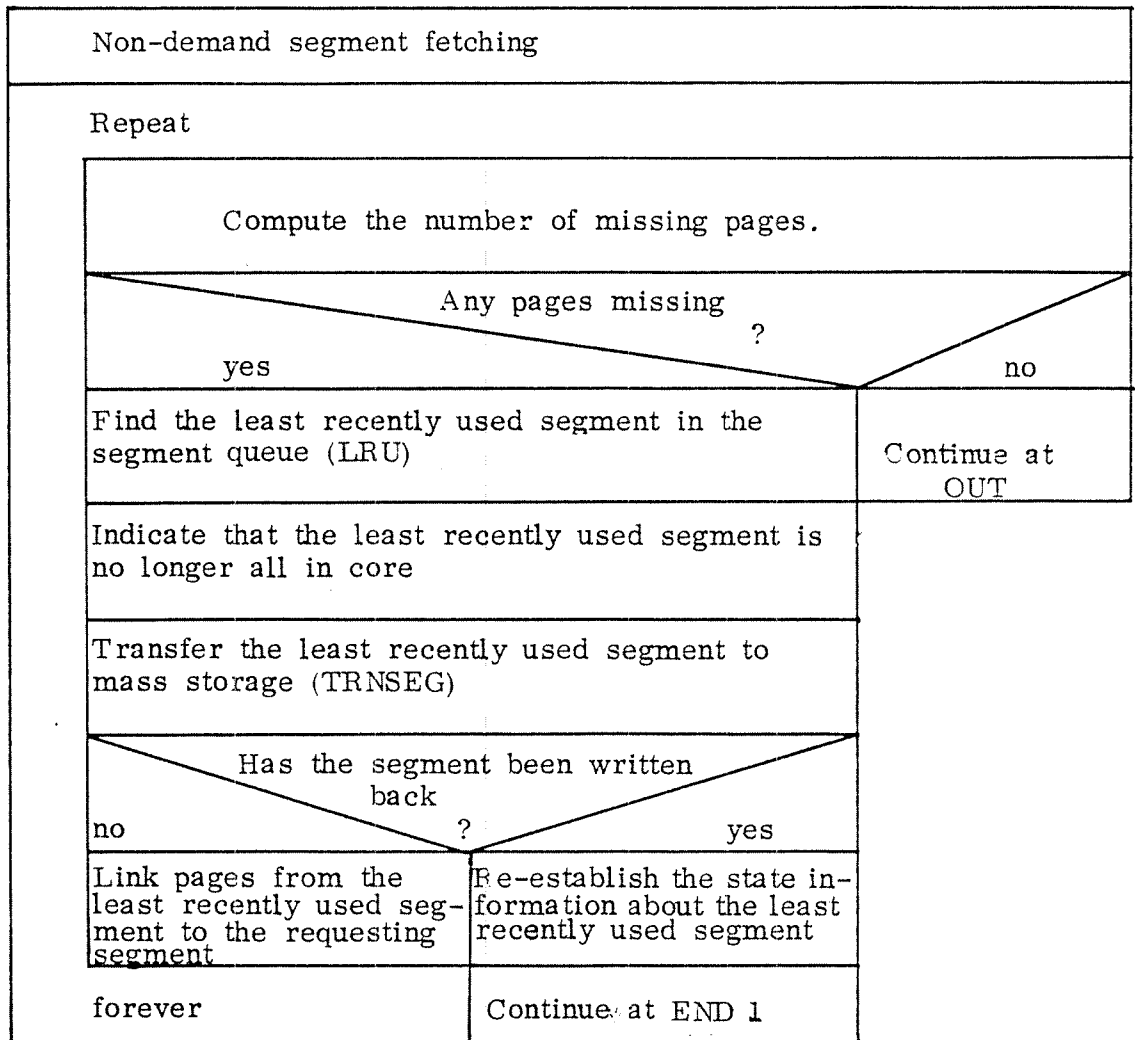 Non-demand segment fetching
Repeat
Compute the number of missing pages.
Any pages missing
?
yes
no
Find the least recently used segment in the
segment queue (LRU)
Continue at
OUT
Indicate that the least recently used segment is
no longer all in core
Transfer the least recently used segment to
mass storage (TRNSEG)
Has the segment been written
back
?
no
yes
Link pages from the
least recently used seg-
ment to the requesting
segment
Re-establish the state in-
formation about the least
recently used segment
forever
Continue at END 1